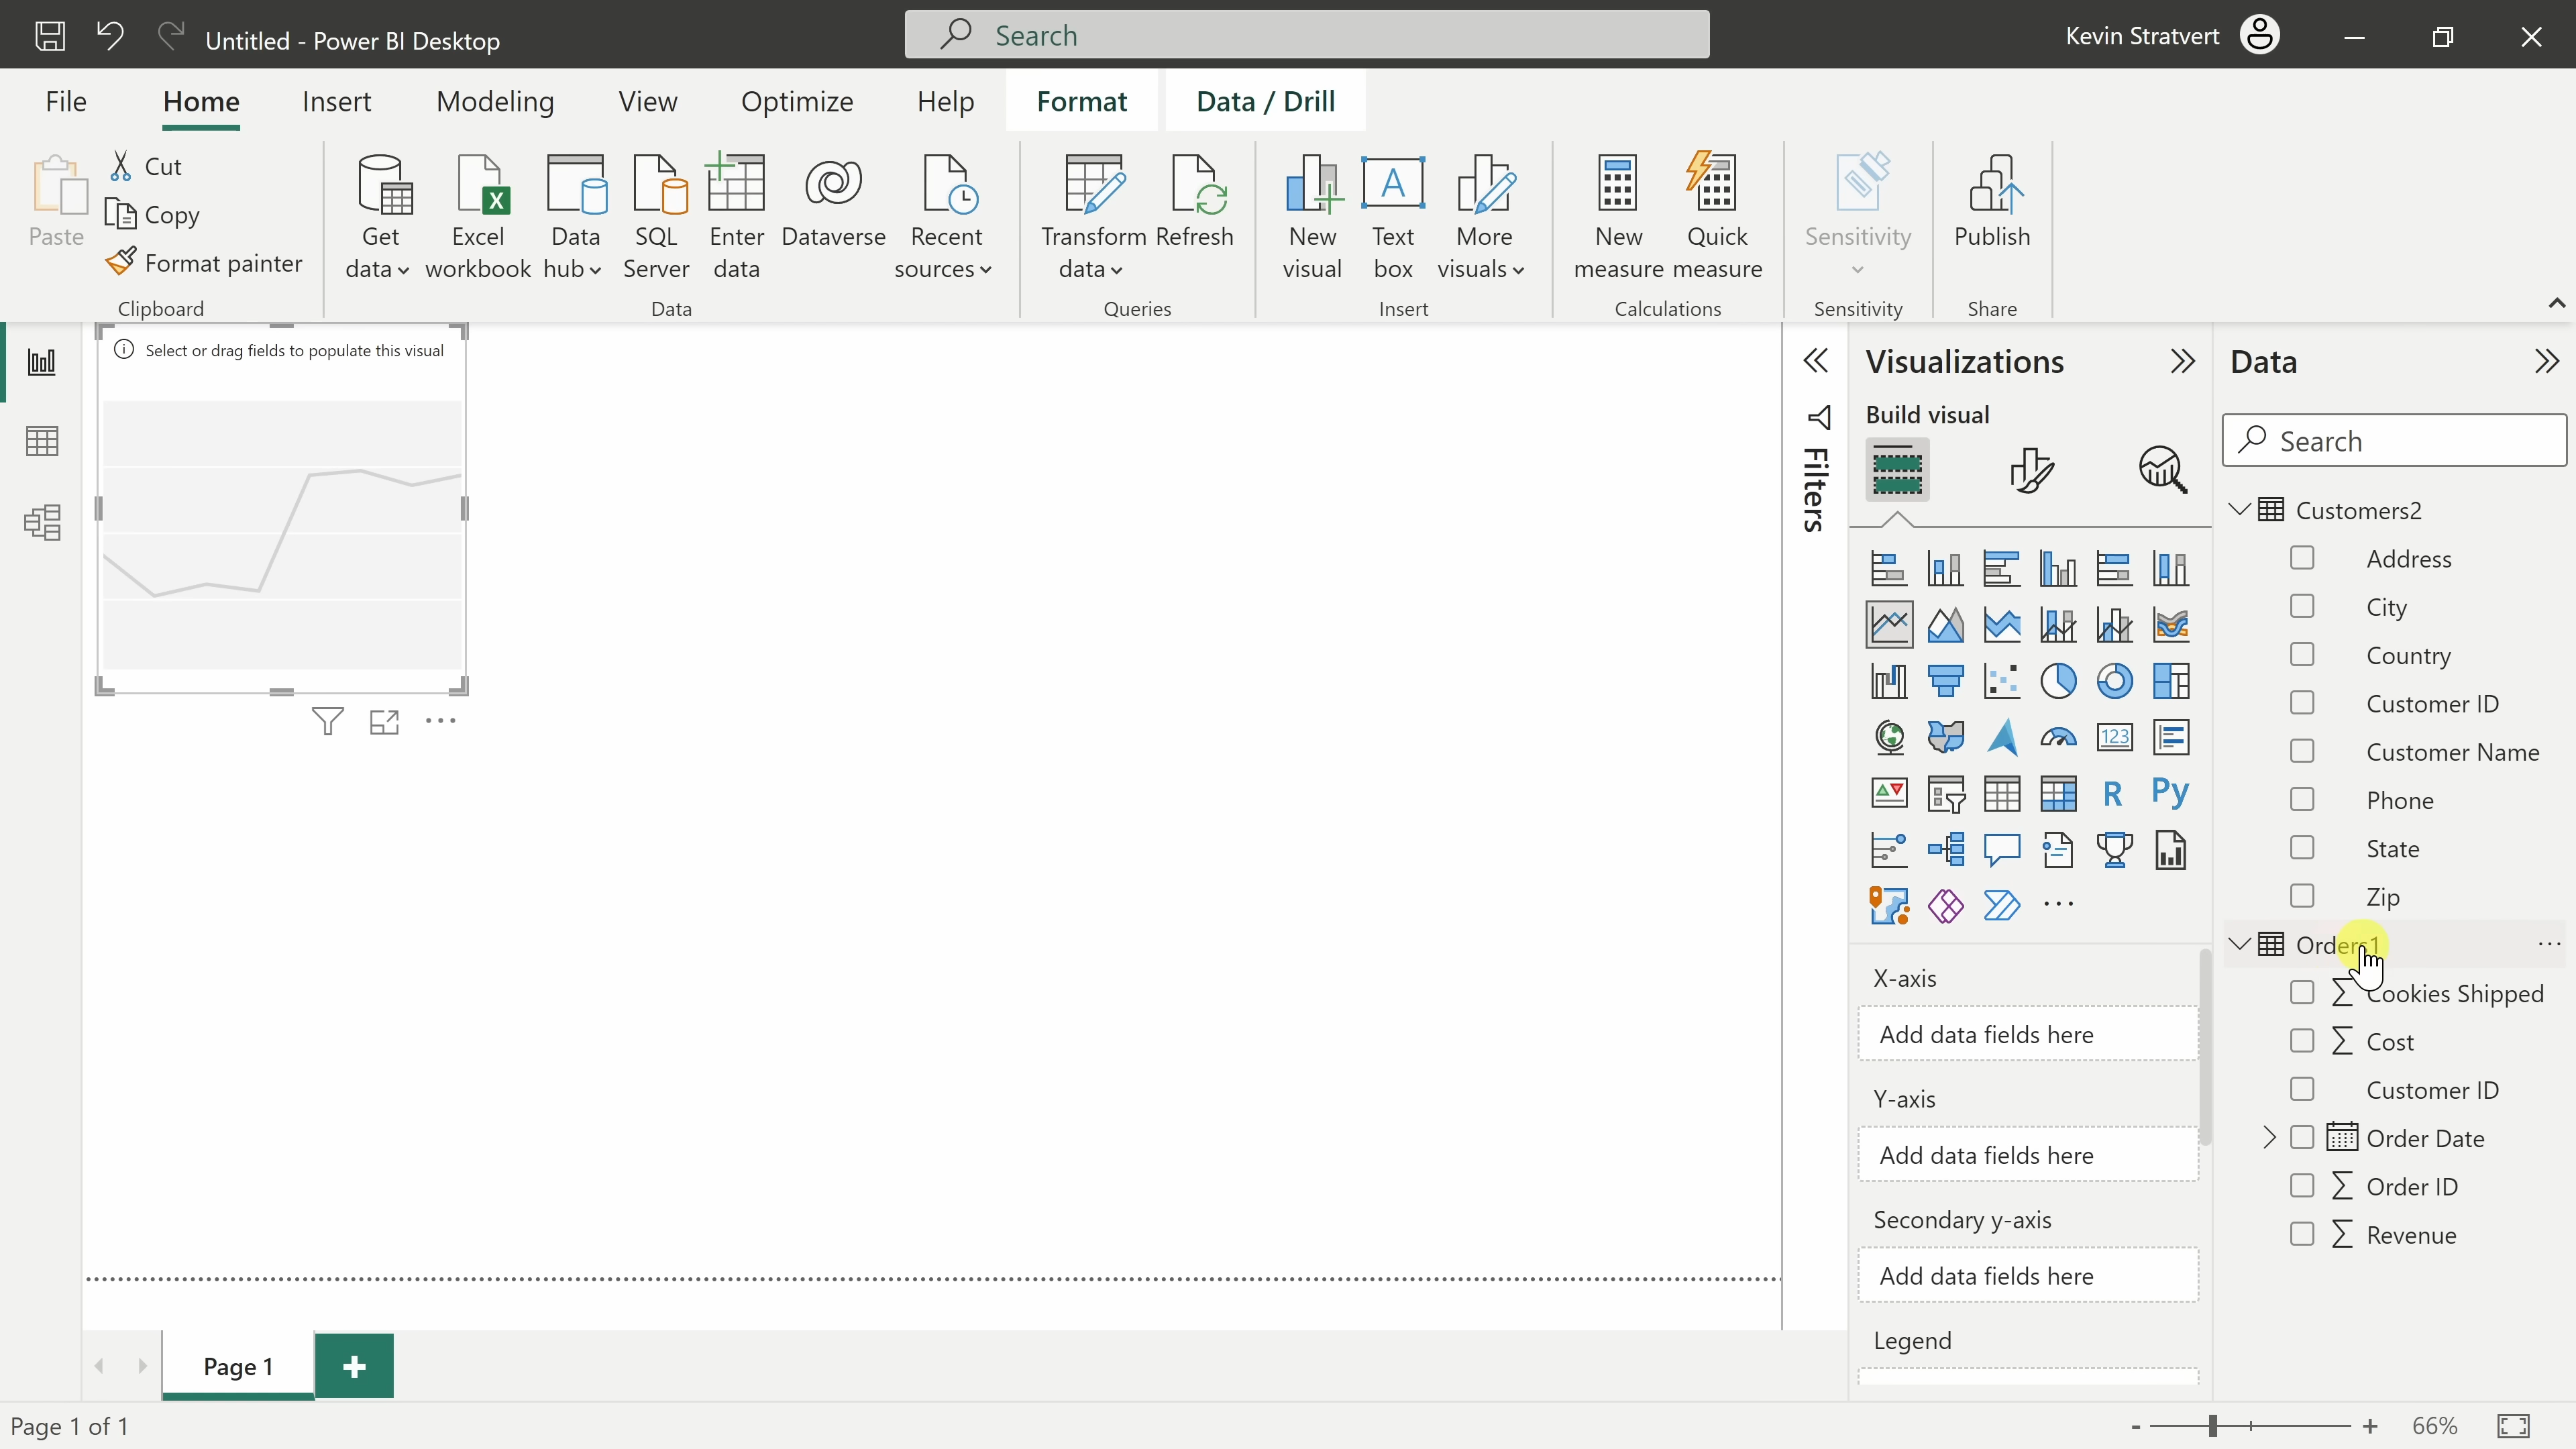 Untitled - Power BI Desktop
Search
Kevin Stratvert
File
Home
Insert
Modeling
View
Optimize
Help
Format
Data / Drill
Paste
Cut
Copy
Format painter
Clipboard
Get data
Excel workbook
Data hub
SQL Server
Enter data
Dataverse
Recent sources
Data
Transform data
Refresh
Queries
New visual
Text box
More visuals
Insert
New measure
Quick measure
Calculations
Sensitivity
Sensitivity
Publish
Share
Select or drag fields to populate this visual
Filters
Visualizations
Build visual
123
R
Py
X-axis
Add data fields here
Y-axis
Add data fields here
Secondary y-axis
Add data fields here
Legend
Data
Search
Customers2
Address
City
Country
Customer ID
Customer Name
Phone
State
Zip
Orders1
Cookies Shipped
Cost
Customer ID
Order Date
Order ID
Revenue
Page 1
Page 1 of 1
66%